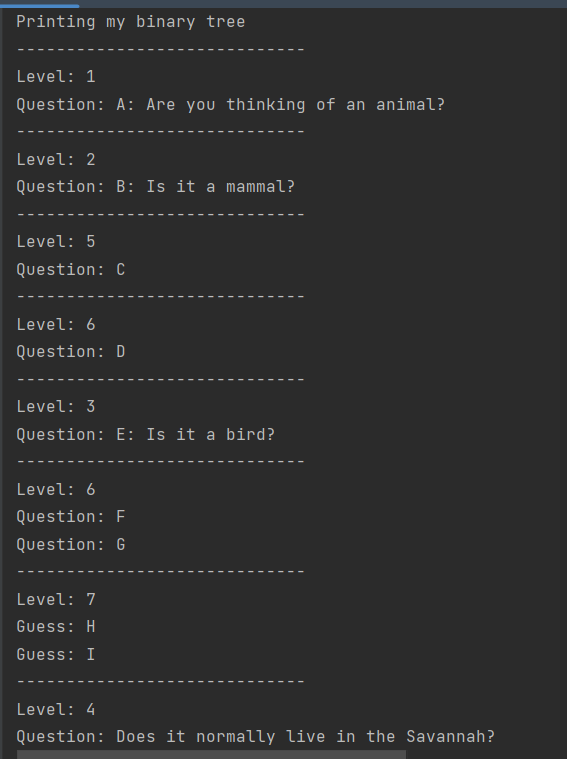 Printing my binary tree
-----------------------------
Level: 1
Question: A: Are you thinking of an animal?
-----------------------------
Level: 2
Question: B: Is it a mammal?
-----------------------------
Level: 5
Question: C
-----------------------------
Level: 6
Question: D
-----------------------------
Level: 3
Question: E: Is it a bird?
-----------------------------
Level: 6
Question: F
Question: G
-----------------------------
Level: 7
Guess: H
Guess: I
-----------------------------
Level: 4
Question: Does it normally live in the Savannah?